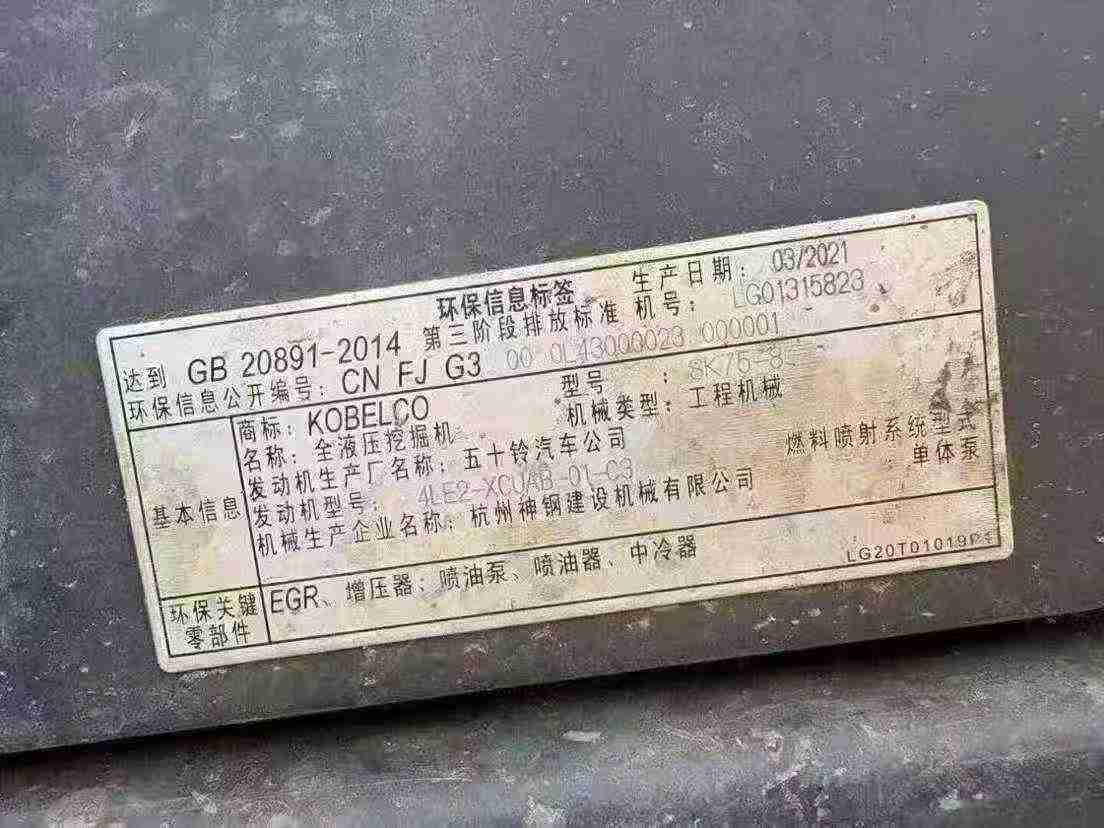 环保信息标签 生产日期: 03/2021
达到 GB 20891-2014 第三阶段排放标准 机号: LG01315823
环保信息公开编号: CN FJ G3 00 0L43000023 000001
基本信息
商标: KOBELCO 型号 : SK75-8
名称: 全液压挖掘机 机械类型: 工程机械
发动机生产厂名称: 五十铃汽车公司 燃料喷射系统型式
发动机型号: 4LE2-XCUAB-01-C3 : 单体泵
机械生产企业名称: 杭州神钢建设机械有限公司
环保关键零部件
EGR、增压器; 喷油泵、喷油器、中冷器
LG20T01019P1